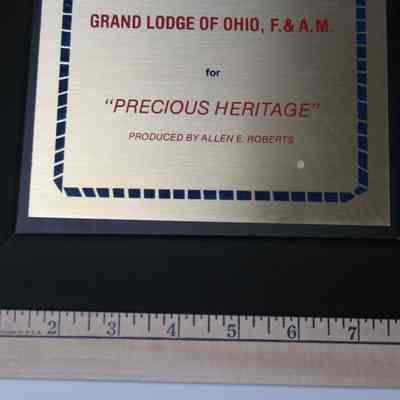 GRAND LODGE OF OHIO, F. & A.M.
for
"PRECIOUS HERITAGE"
PRODUCED BY ALLEN E. ROBERTS
2 3 4 5 6 7